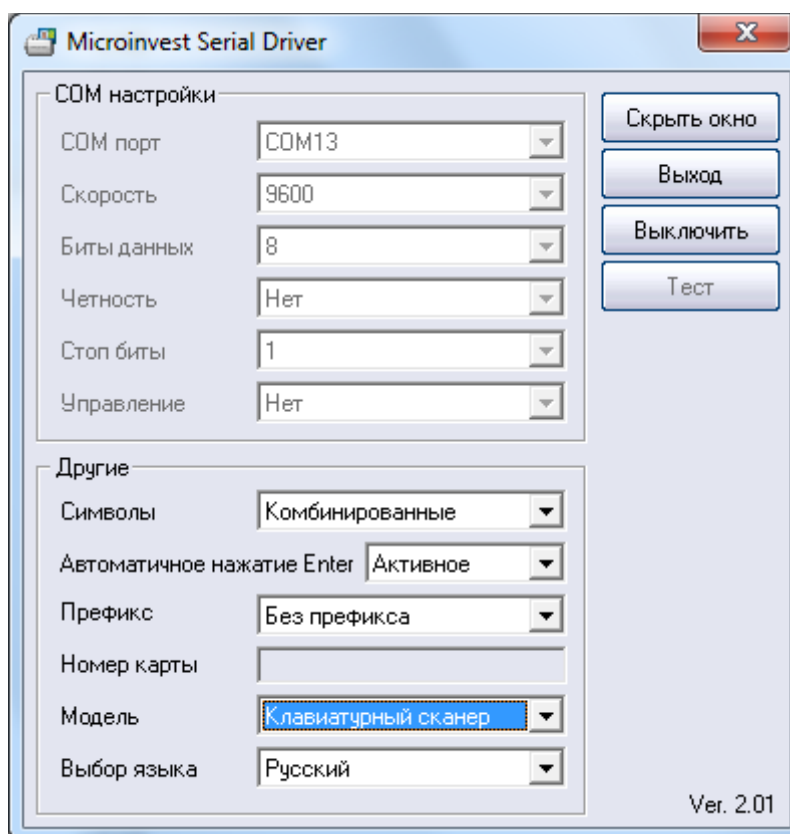 Microinvest Serial Driver
COM настройки
COM порт COM13
Скорость 9600
Биты данных 8
Четность Нет
Стоп биты 1
Управление Нет
Скрыть окно
Выход
Выключить
Тест
Другие
Символы Комбинированные
Автоматичное нажатие Enter Активное
Префикс Без префикса
Номер карты
Модель Клавиатурный сканер
Выбор языка Русский
Ver. 2.01